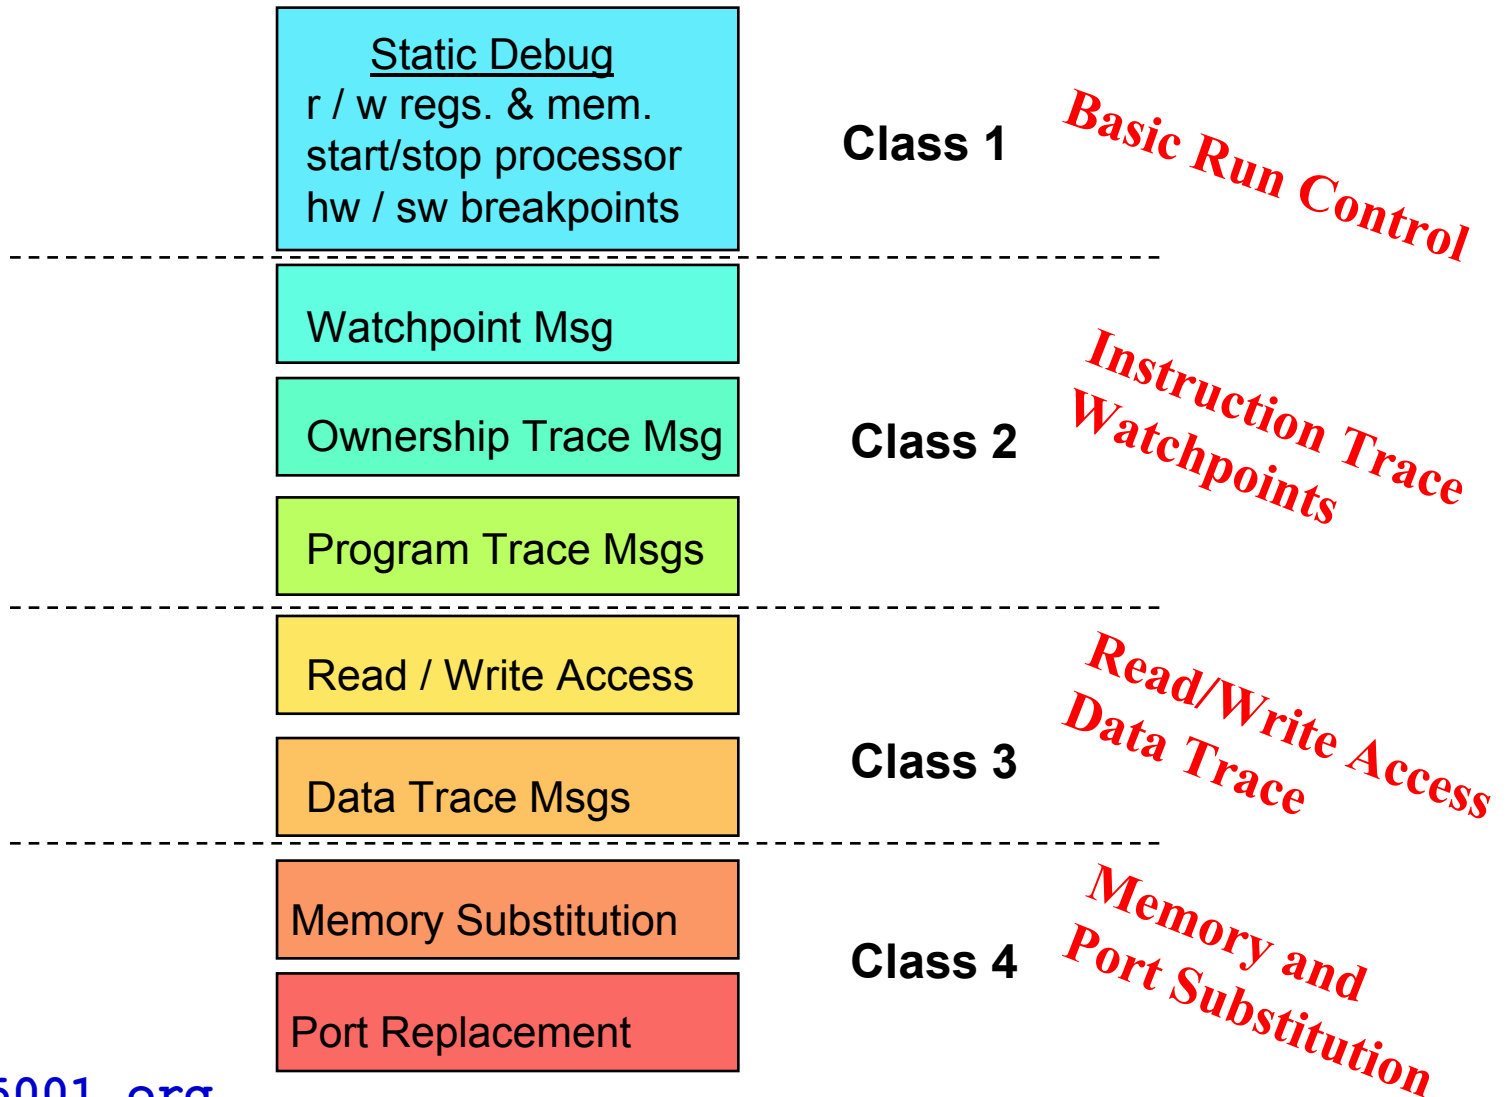 Static Debug
r / w regs. & mem.
start/stop processor
hw / sw breakpoints
Class 1
Basic Run Control
Watchpoint Msg
Ownership Trace Msg
Program Trace Msgs
Class 2
Instruction Trace
Watchpoints
Read / Write Access
Data Trace Msgs
Class 3
Read/Write Access
Data Trace
Memory Substitution
Port Replacement
Class 4
Memory and
Port Substitution
5001.org